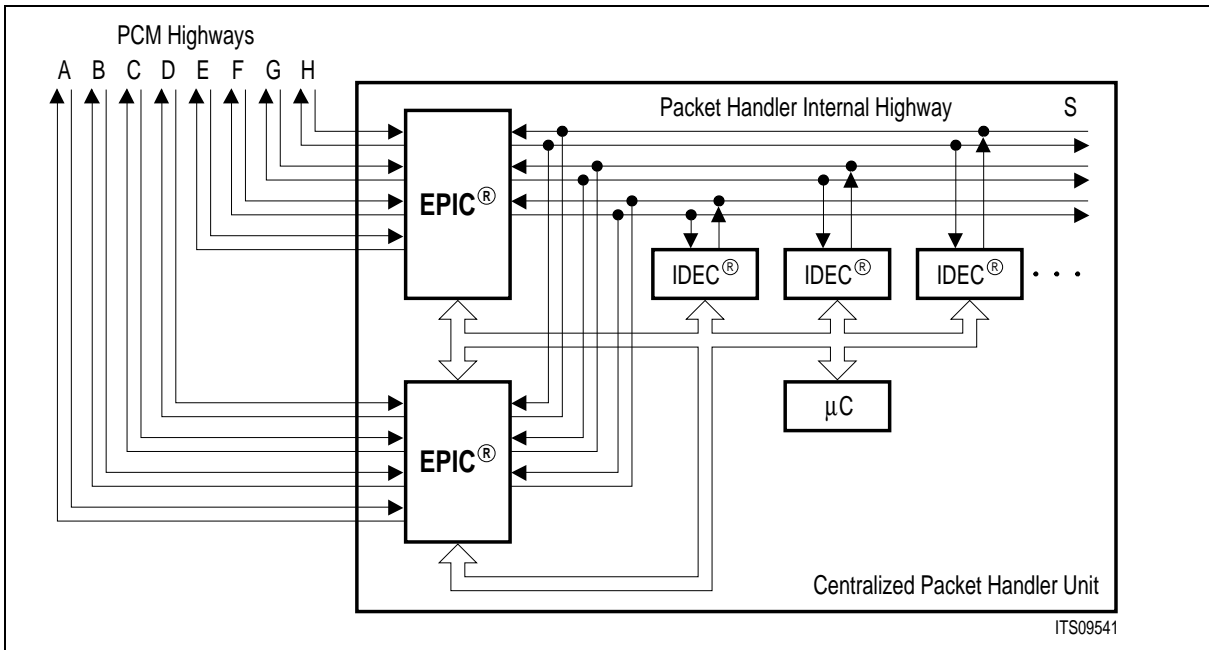 PCM Highways
A B C D E F G H
Packet Handler Internal Highway S
EPIC®
IDEC® IDEC® IDEC® . . .
µC
EPIC®
Centralized Packet Handler Unit
ITS09541